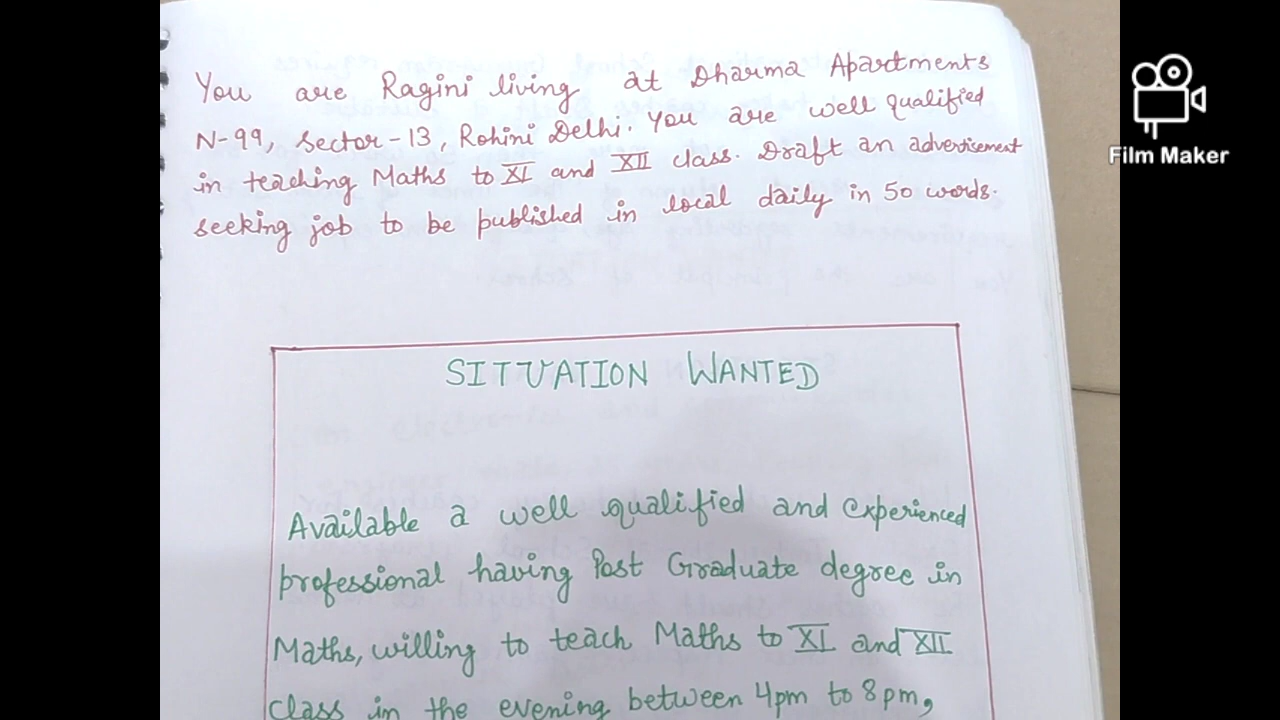 You are Ragini living at Dharma Apartments
N-99, Sector-13, Rohini Delhi. You are well qualified
in teaching Maths to XI and XII class. Draft an advertisement
seeking job to be published in local daily in 50 words.
SITUATION WANTED
Available a well qualified and experienced
professional having Post Graduate degree in
Maths, willing to teach Maths to XI and XII
class in the evening between 4pm to 8pm,
Film Maker